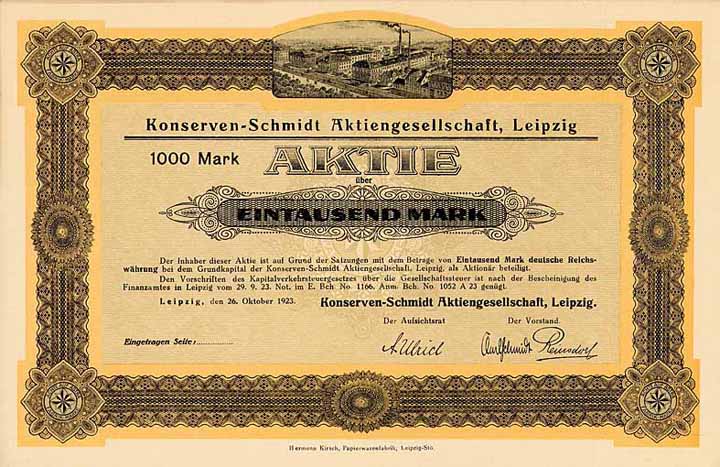 Konserven-Schmidt Aktiengesellschaft, Leipzig
1000 Mark AKTIE
über
EINTAUSEND MARK
Der Inhaber dieser Aktie ist auf Grund der Satzungen mit dem Betrage von Eintausend Mark deutsche Reichs-
währung bei dem Grundkapital der Konserven-Schmidt Aktiengesellschaft, Leipzig, als Aktionär beteiligt.
Den Vorschriften des Kapitalverkehrsteuergesetzes über die Gesellschaftssteuer ist nach der Bescheinigung des
Finanzamtes in Leipzig vom 29. 9. 23. Not. im E. Bch No. 1166. Anm. Bch. No. 1052 A 23 genügt.
Leipzig, den 26. Oktober 1923. Konserven-Schmidt Aktiengesellschaft, Leipzig.
Der Aufsichtsrat Der Vorstand.
Eingetragen Seite:............ A. Ulrich Karl Schmidt
Hermann Kirsch, Papierwarenfabrik, Leipzig-Stö.